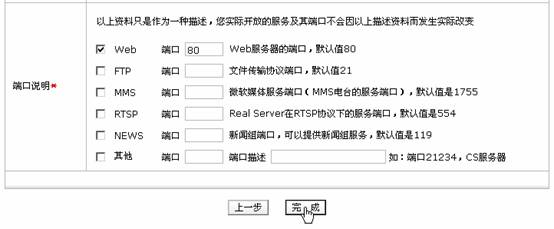 以上资料只是作为一种描述，您实际开放的服务及其端口不会因以上描述资料而发生实际改变
Web 端口 80 Web服务器的端口，默认值80
FTP 端口 文件传输协议端口，默认值21
端口说明* MMS 端口 微软媒体服务端口（MMS电台的服务端口），默认值是1755
RTSP 端口 Real Server在RTSP协议下的服务端口，默认值是554
NEWS 端口 新闻组端口，可以提供新闻组服务，默认值是119
其他 端口 端口描述 如：端口21234，CS服务器
上一步 完 成